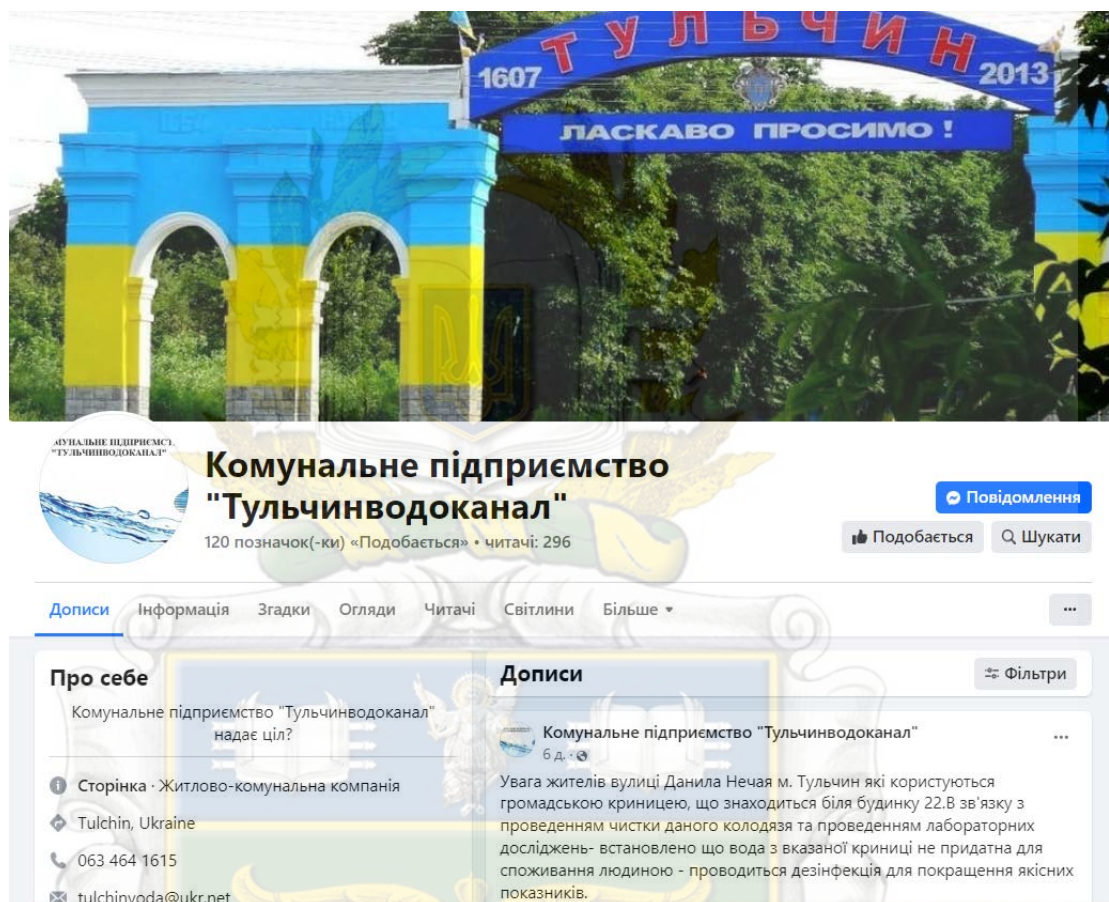 ТУЛЬЧИН
1607
2013
ЛАСКАВО ПРОСИМО !
"ТУЛЬЧИНВОДОКАНАЛ"
Комунальне підприємство
"Тульчинводоканал"
120 позначок(-ки) «Подобається» • читачі: 296
Повідомлення
Подобається
Шукати
Дописи
Інформація
Згадки
Огляди
Читачі
Світлини
Більше
Про себе
Комунальне підприємство "Тульчинводоканал"
надає ціл?
Сторінка · Житлово-комунальна компанія
Tulchin, Ukraine
063 464 1615
tulchinvoda@ukr.net
Дописи
Фільтри
Комунальне підприємство "Тульчинводоканал"
6 д. ·
Увага жителів вулиці Данила Нечая м. Тульчин які користуються
громадською криницею, що знаходиться біля будинку 22.В зв'язку з
проведенням чистки даного колодязя та проведенням лабораторних
досліджень- встановлено що вода з вказаної криниці не придатна для
споживання людиною - проводиться дезінфекція для покращення якісних
показників.